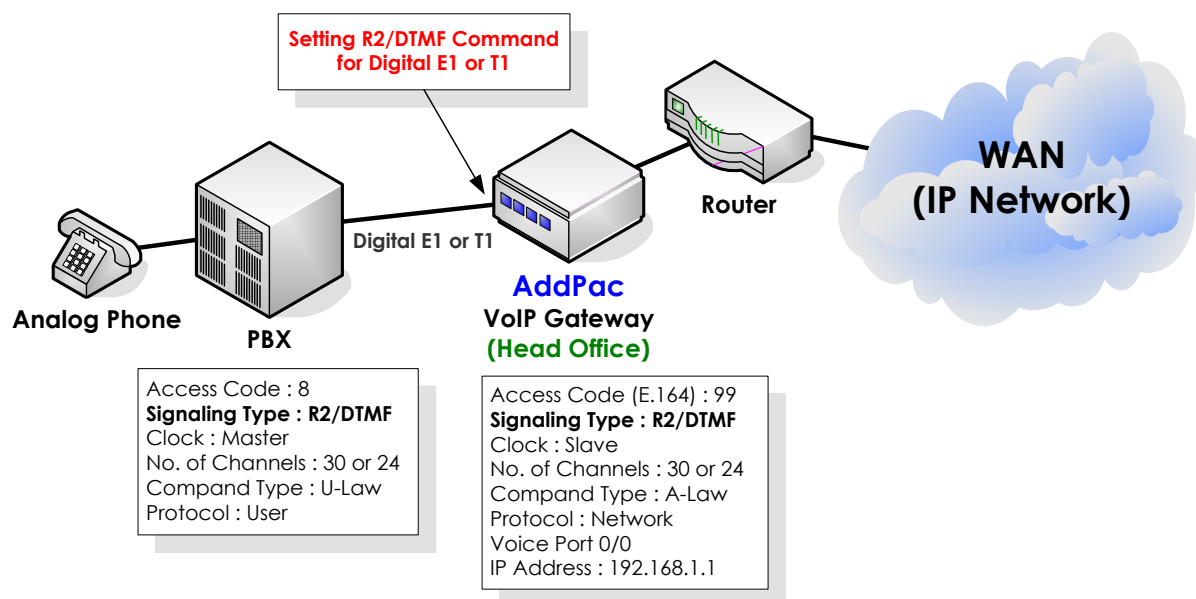 Setting R2/DTMF Command
for Digital E1 or T1
WAN
(IP Network)
Router
Digital E1 or T1
Analog Phone
PBX
AddPac
VoIP Gateway
(Head Office)
Access Code : 8
Signaling Type : R2/DTMF
Clock : Master
No. of Channels : 30 or 24
Compand Type : U-Law
Protocol : User
Access Code (E.164) : 99
Signaling Type : R2/DTMF
Clock : Slave
No. of Channels : 30 or 24
Compand Type : A-Law
Protocol : Network
Voice Port 0/0
IP Address : 192.168.1.1